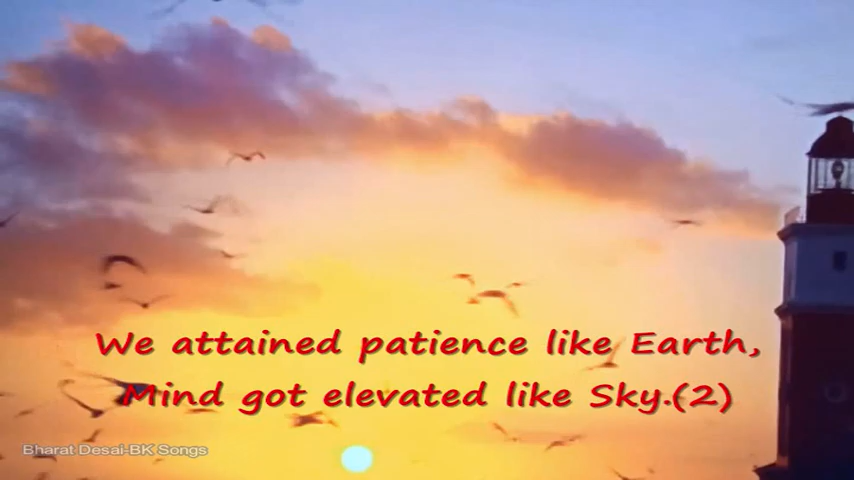 We attained patience like Earth,
Mind got elevated like Sky.(2)
Bharat Desai-BK Songs